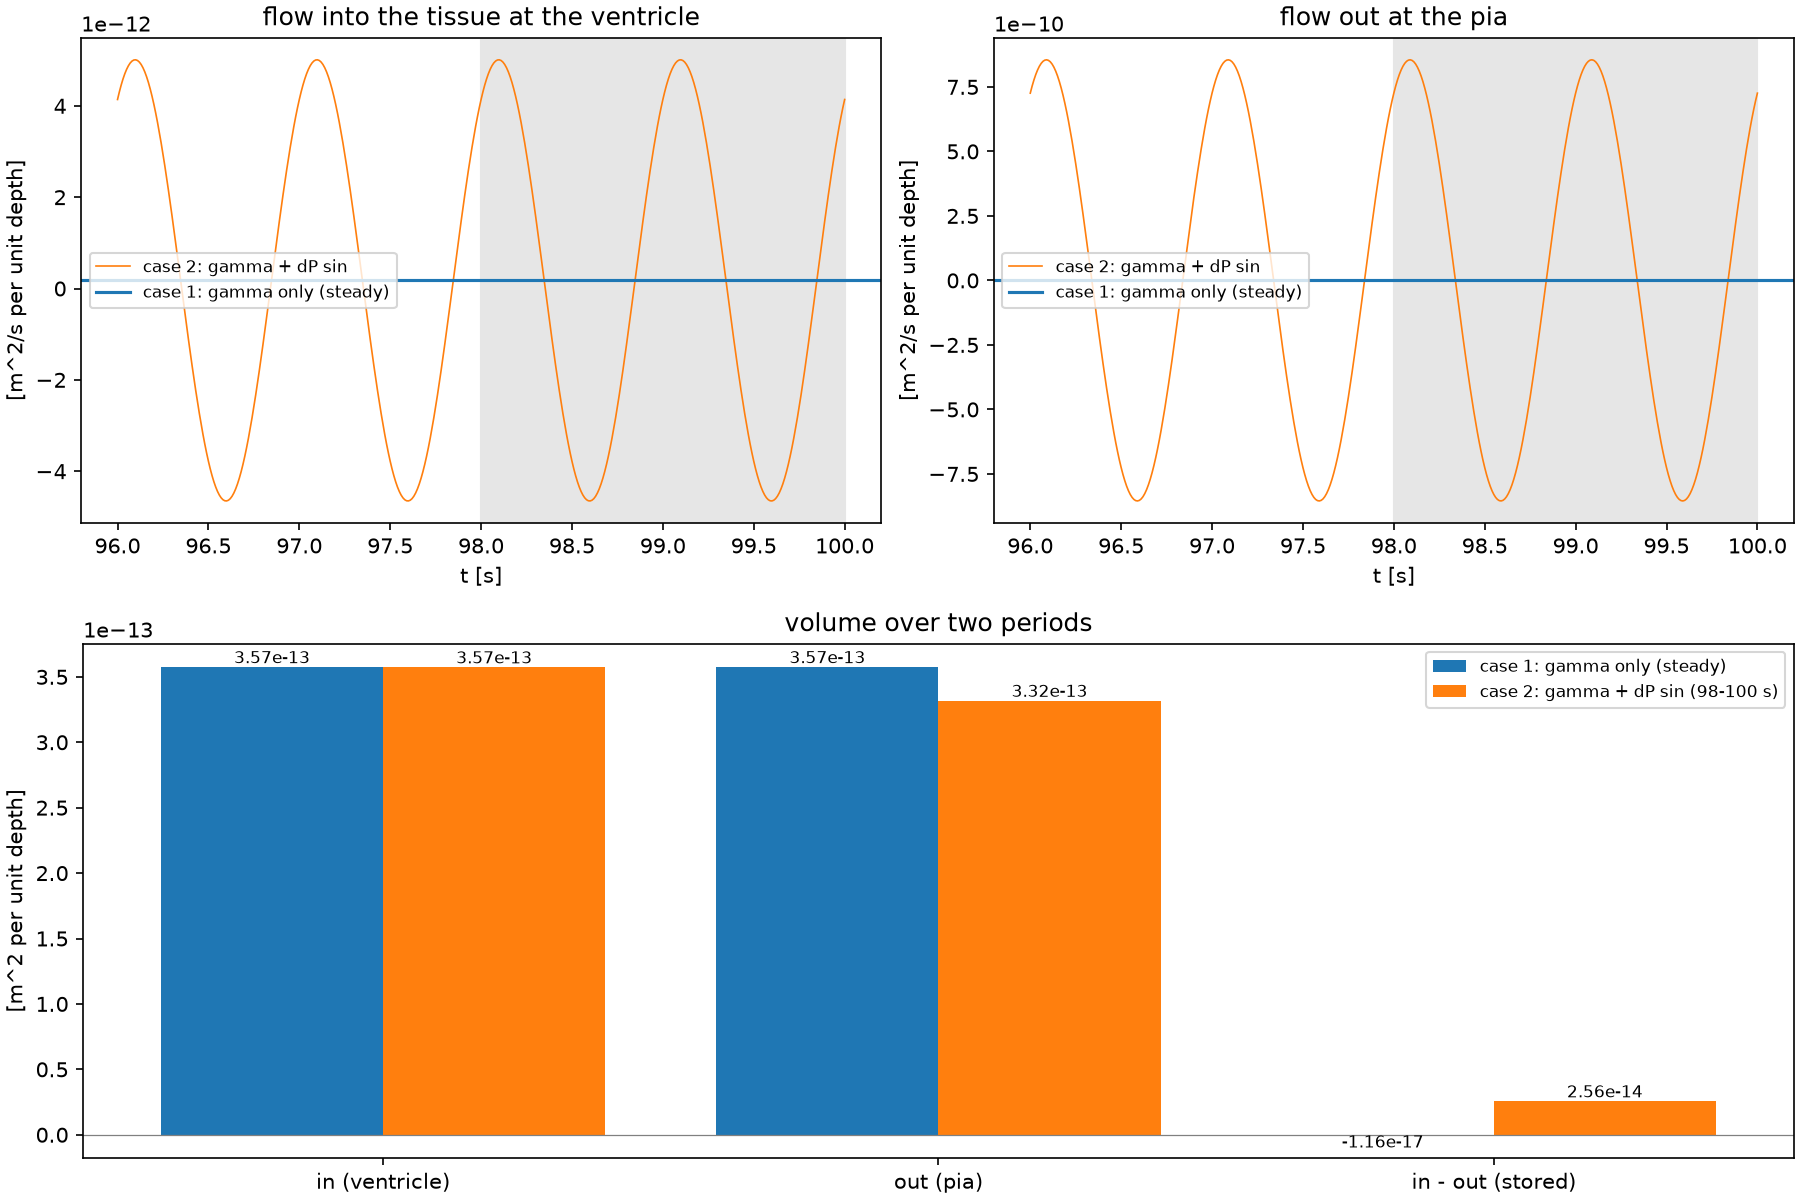 flow into the tissue at the ventricle
1e−12
[m^2/s per unit depth]
4
2
0
−2
−4
case 2: gamma + dP sin
case 1: gamma only (steady)
96.0 96.5 97.0 97.5 98.0 98.5 99.0 99.5 100.0
t [s]
flow out at the pia
1e−10
[m^2/s per unit depth]
7.5
5.0
2.5
0.0
−2.5
−5.0
−7.5
case 2: gamma + dP sin
case 1: gamma only (steady)
96.0 96.5 97.0 97.5 98.0 98.5 99.0 99.5 100.0
t [s]
volume over two periods
1e−13
[m^2 per unit depth]
3.5
3.0
2.5
2.0
1.5
1.0
0.5
0.0
3.57e-13 3.57e-13 3.57e-13
3.32e-13
2.56e-14
-1.16e-17
case 1: gamma only (steady)
case 2: gamma + dP sin (98-100 s)
in (ventricle) out (pia) in - out (stored)